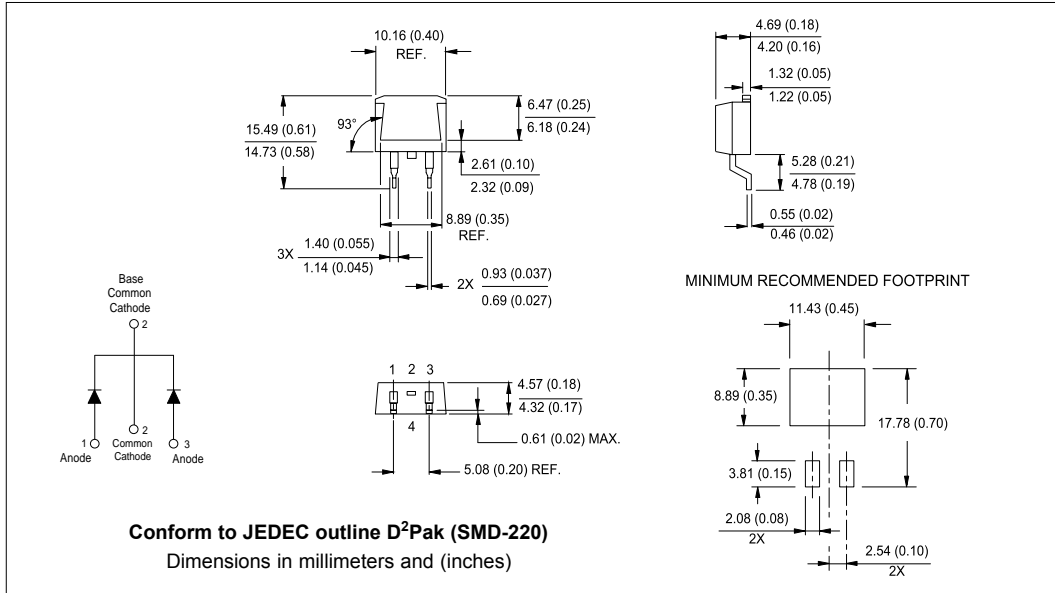 10.16 (0.40)
REF.
4.69 (0.18)
4.20 (0.16)
1.32 (0.05)
1.22 (0.05)
15.49 (0.61)
14.73 (0.58)
93°
6.47 (0.25)
6.18 (0.24)
2.61 (0.10)
2.32 (0.09)
5.28 (0.21)
4.78 (0.19)
8.89 (0.35)
REF.
0.55 (0.02)
0.46 (0.02)
3X 1.40 (0.055)
1.14 (0.045)
2X 0.93 (0.037)
0.69 (0.027)
MINIMUM RECOMMENDED FOOTPRINT
11.43 (0.45)
8.89 (0.35)
17.78 (0.70)
3.81 (0.15)
2.08 (0.08)
2X
2.54 (0.10)
2X
Base
Common
Cathode
2
1
Anode
2
Common
Cathode
3
Anode
1 2 3
4
4.57 (0.18)
4.32 (0.17)
0.61 (0.02) MAX.
5.08 (0.20) REF.
Conform to JEDEC outline D²Pak (SMD-220)
Dimensions in millimeters and (inches)